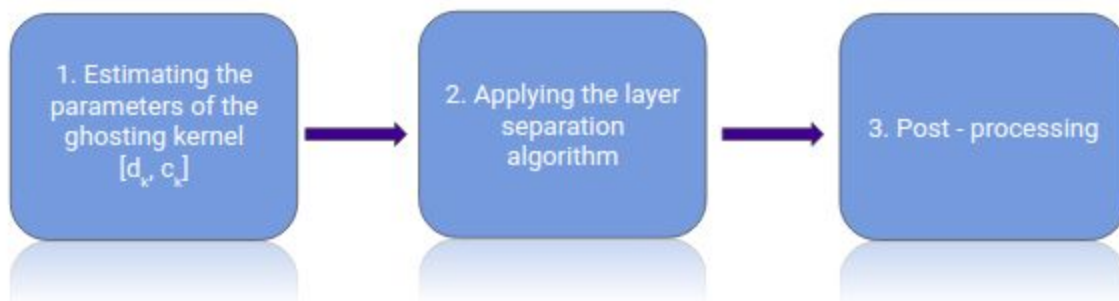 1. Estimating the
parameters of the
ghosting kernel
[dₖ, cₖ]
2. Applying the layer
separation
algorithm
3. Post - processing